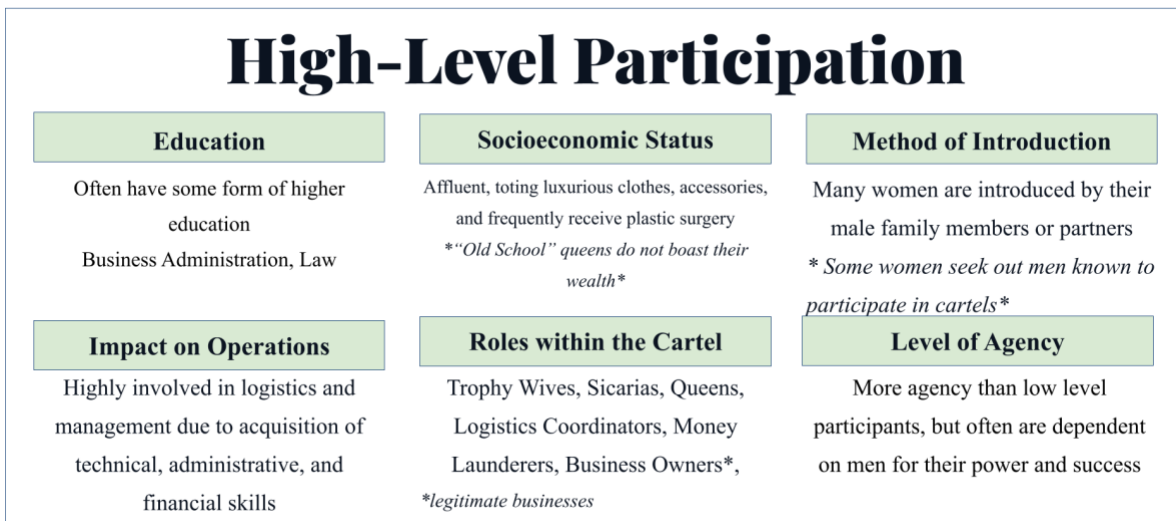 High-Level Participation
Education
Often have some form of higher
education
Business Administration, Law
Socioeconomic Status
Affluent, toting luxurious clothes, accessories,
and frequently receive plastic surgery
*“Old School” queens do not boast their
wealth*
Method of Introduction
Many women are introduced by their
male family members or partners
* Some women seek out men known to
participate in cartels*
Impact on Operations
Highly involved in logistics and
management due to acquisition of
technical, administrative, and
financial skills
Roles within the Cartel
Trophy Wives, Sicarias, Queens,
Logistics Coordinators, Money
Launderers, Business Owners*,
*legitimate businesses
Level of Agency
More agency than low level
participants, but often are dependent
on men for their power and success